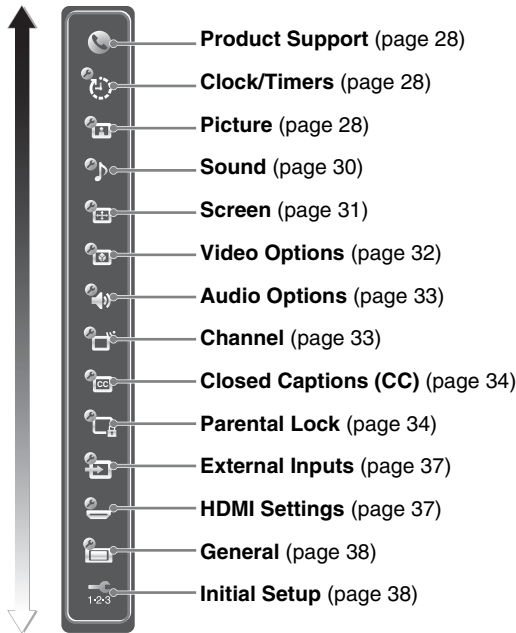 Product Support (page 28)
Clock/Timers (page 28)
Picture (page 28)
Sound (page 30)
Screen (page 31)
Video Options (page 32)
Audio Options (page 33)
Channel (page 33)
CC Closed Captions (CC) (page 34)
Parental Lock (page 34)
External Inputs (page 37)
HDMI Settings (page 37)
General (page 38)
1·2·3 Initial Setup (page 38)